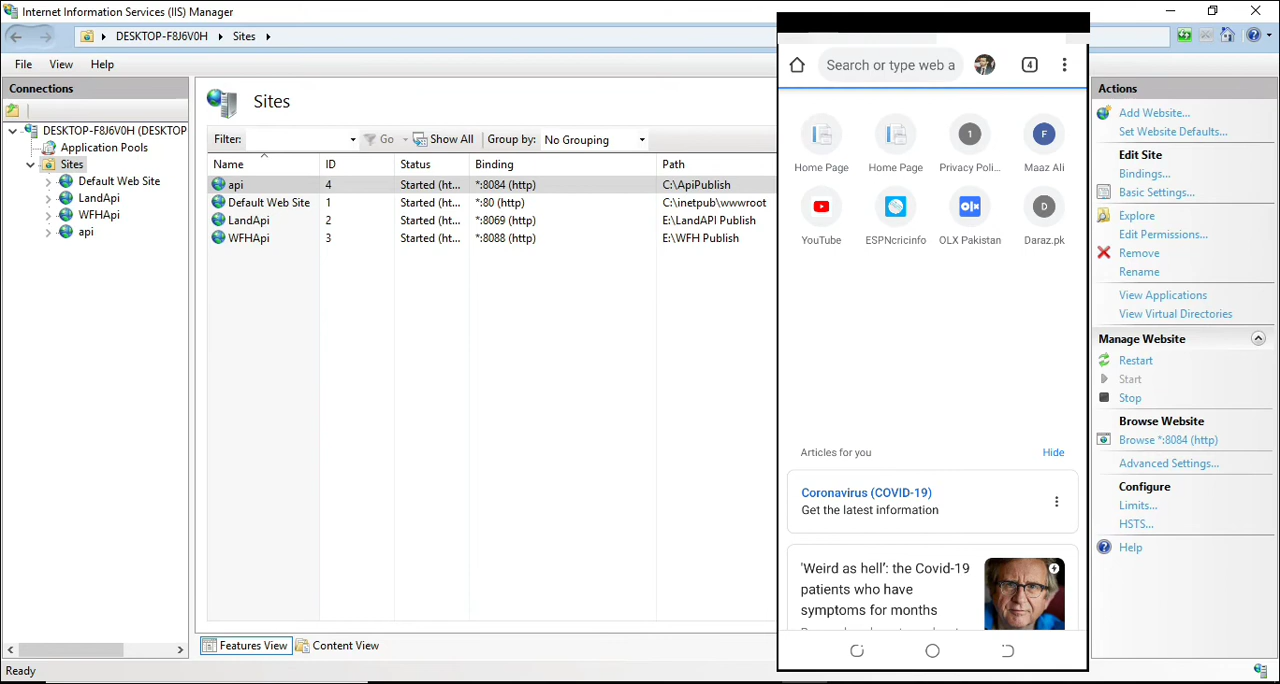 Internet Information Services (IIS) Manager
DESKTOP-F8J6V0H
Sites
File View Help
Connections
DESKTOP-F8J6V0H (DESKTOP
Application Pools
Sites
Default Web Site
LandApi
WFHApi
api
Sites
Filter: Go Show All Group by: No Grouping
Name ID Status Binding Path
api 4 Started (ht... *:8084 (http) C:\ApiPublish
Default Web Site 1 Started (ht... *:80 (http) C:\inetpub\wwwroot
LandApi 2 Started (ht... *:8069 (http) E:\LandAPI Publish
WFHApi 3 Started (ht... *:8088 (http) E:\WFH Publish
Features View Content View
Ready
Search or type web a
4
1 F
Home Page Home Page Privacy Poli... Maaz Ali
OLX D
YouTube ESPNcricinfo OLX Pakistan Daraz.pk
Articles for you Hide
Coronavirus (COVID-19)
Get the latest information
'Weird as hell': the Covid-19
patients who have
symptoms for months
Actions
Add Website...
Set Website Defaults...
Edit Site
Bindings...
Basic Settings...
Explore
Edit Permissions...
Remove
Rename
View Applications
View Virtual Directories
Manage Website
Restart
Start
Stop
Browse Website
Browse *:8084 (http)
Advanced Settings...
Configure
Limits...
HSTS...
Help